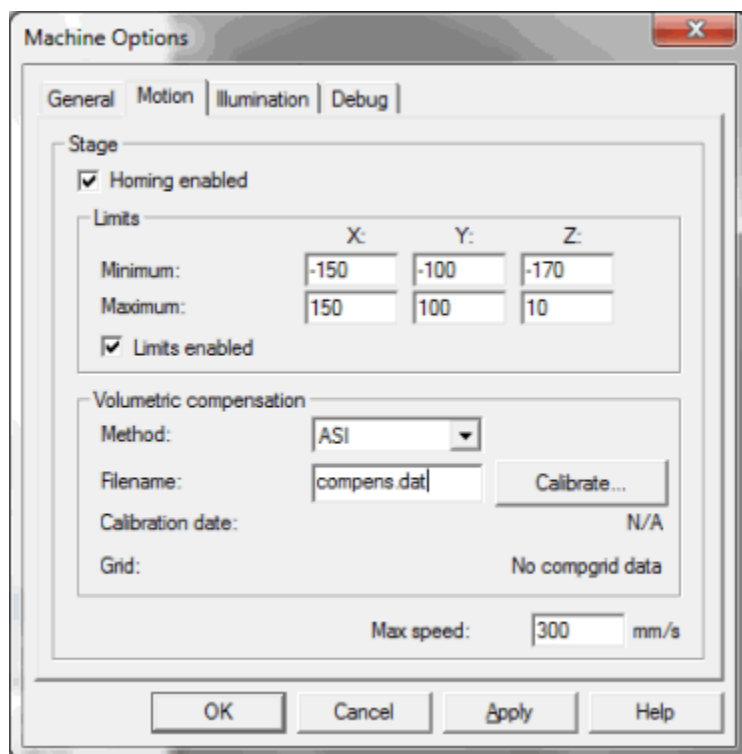 Machine Options
General Motion Illumination Debug
Stage
Homing enabled
Limits
X: Y: Z:
Minimum: -150 -100 -170
Maximum: 150 100 10
Limits enabled
Volumetric compensation
Method: ASI
Filename: compens.dat Calibrate...
Calibration date: N/A
Grid: No compgrid data
Max speed: 300 mm/s
OK Cancel Apply Help